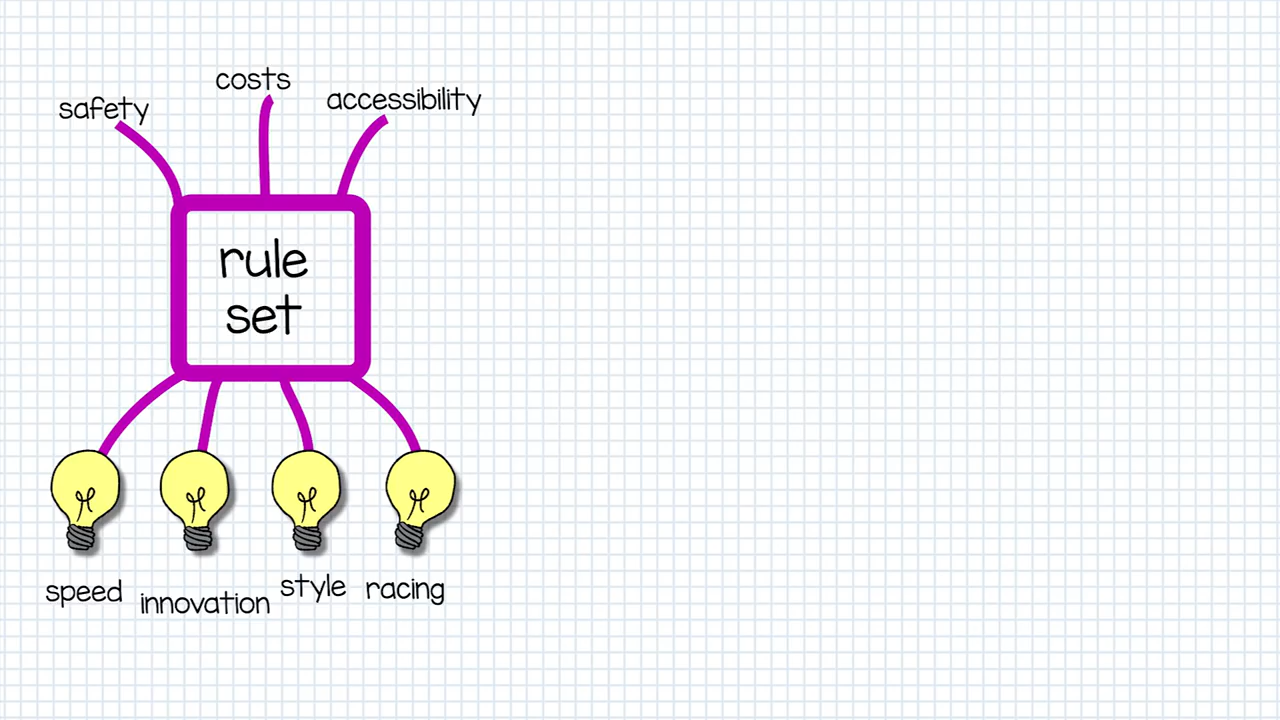 costs
safety
accessibility
rule
set
speed
innovation
style
racing